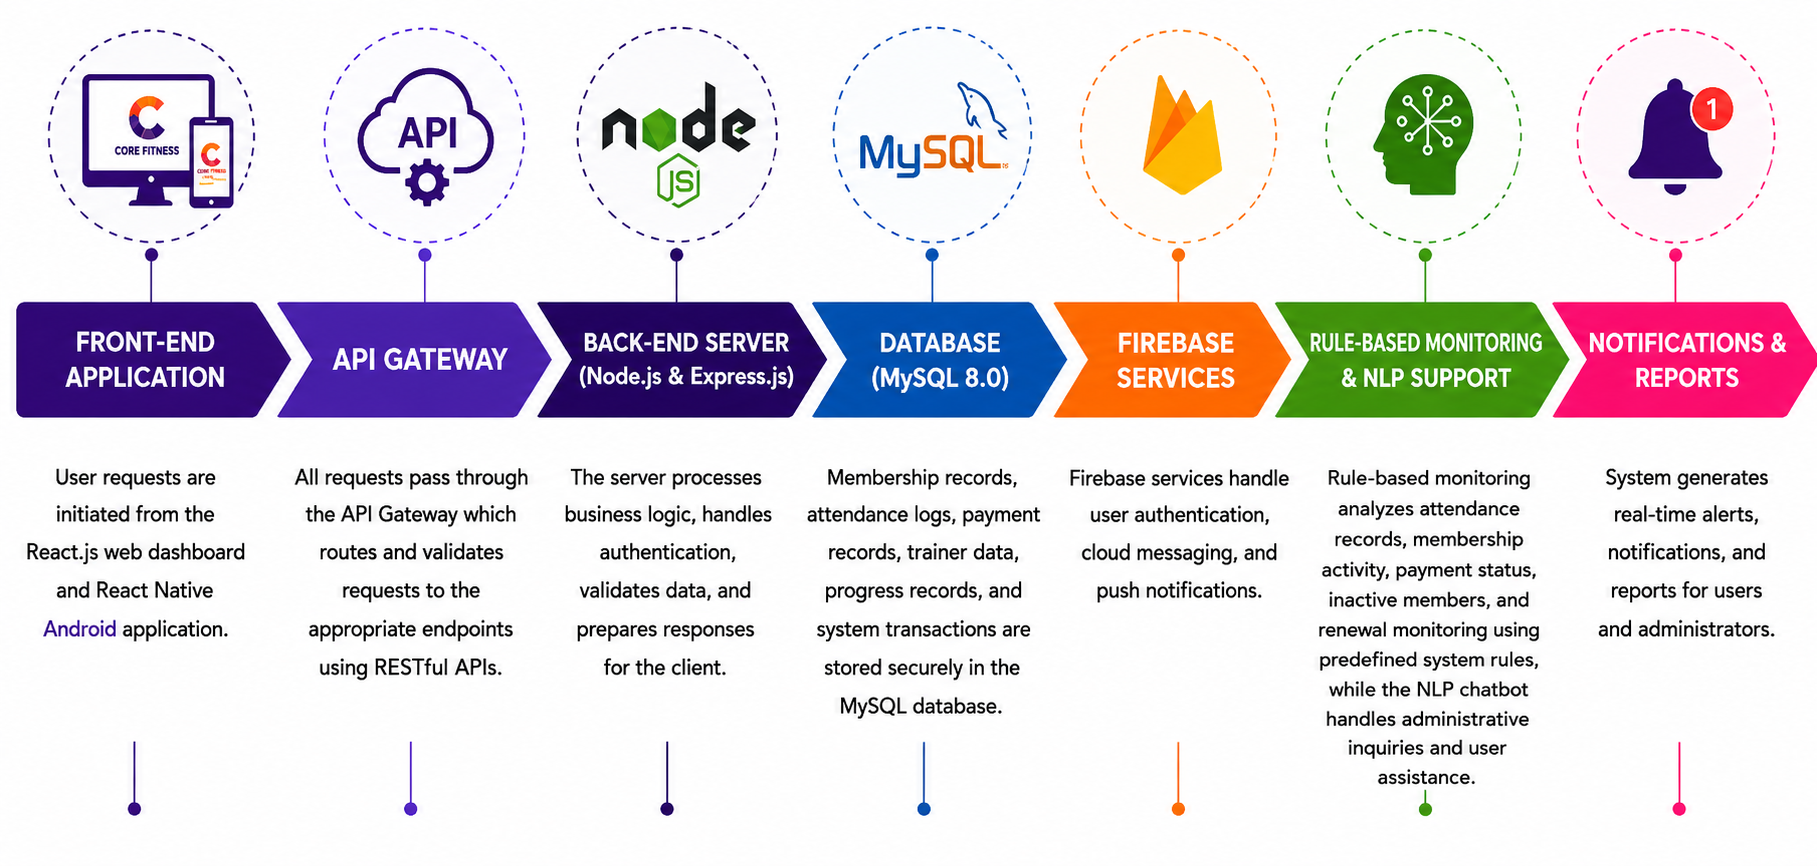 CORE FITNESS
CORE FITNESS
API
node
JS
MySQL
1
FRONT-END
APPLICATION
API GATEWAY
BACK-END SERVER
(Node.js & Express.js)
DATABASE
(MySQL 8.0)
FIREBASE
SERVICES
RULE-BASED MONITORING
& NLP SUPPORT
NOTIFICATIONS &
REPORTS
User requests are
initiated from the
React.js web dashboard
and React Native
Android application.
All requests pass through
the API Gateway which
routes and validates
requests to the
appropriate endpoints
using RESTful APIs.
The server processes
business logic, handles
authentication,
validates data, and
prepares responses
for the client.
Membership records,
attendance logs, payment
records, trainer data,
progress records, and
system transactions are
stored securely in the
MySQL database.
Firebase services handle
user authentication,
cloud messaging, and
push notifications.
Rule-based monitoring
analyzes attendance
records, membership
activity, payment status,
inactive members, and
renewal monitoring using
predefined system rules,
while the NLP chatbot
handles administrative
inquiries and user
assistance.
System generates
real-time alerts,
notifications, and
reports for users
and administrators.